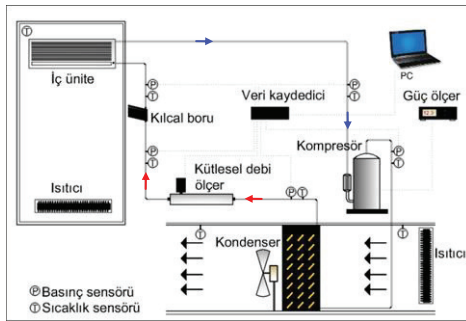 T
İç ünite
P
T
Kılcal boru
P
T
Isıtıcı
P Basınç sensörü
T Sıcaklık sensörü
Veri kaydedici
Kütlesel debi
ölçer
P T
P
T
PC
Güç ölçer
Kompresör
P
T
T
Kondenser
T
Isıtıcı